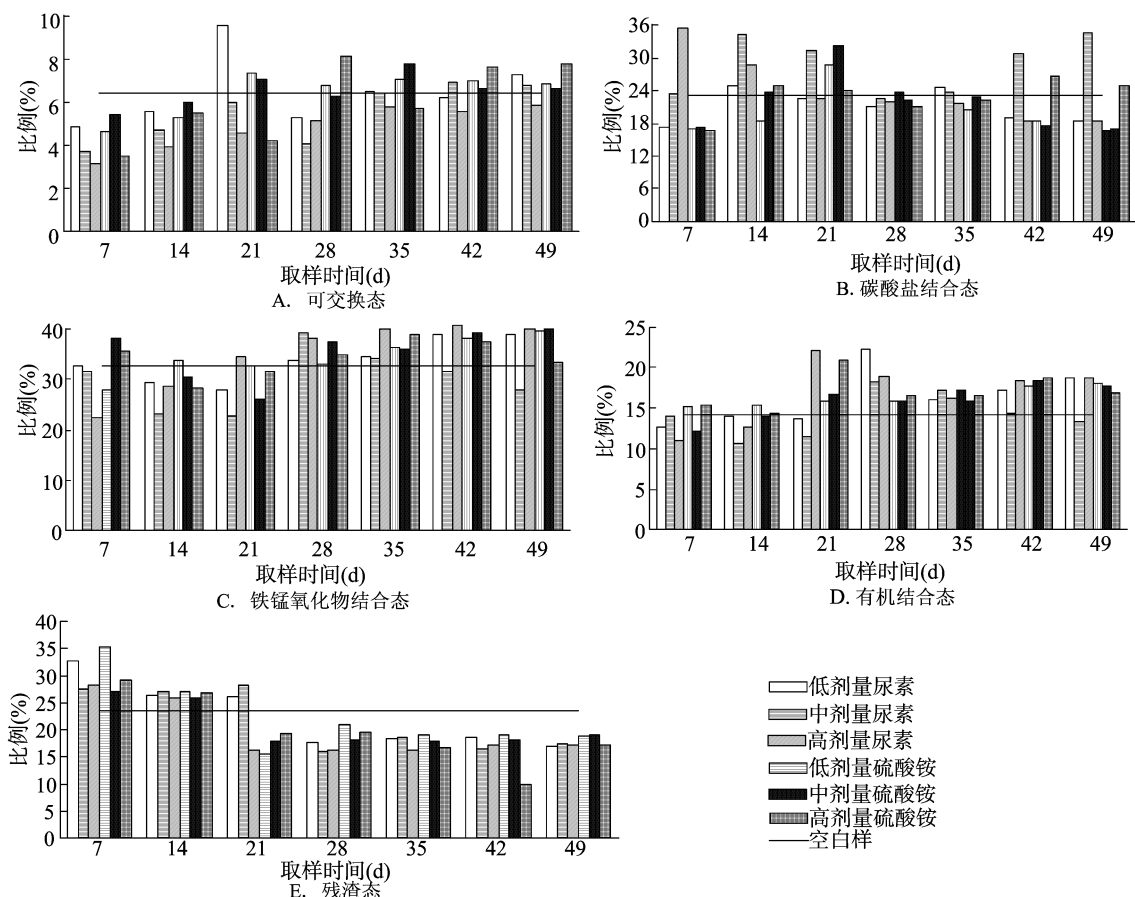 10
8
6
4
2
0
比例(%)
7 14 21 28 35 42 49
取样时间(d)
A. 可交换态
36
30
24
18
12
6
0
比例(%)
7 14 21 28 35 42 49
取样时间(d)
B. 碳酸盐结合态
40
30
20
10
0
比例(%)
7 14 21 28 35 42 49
取样时间(d)
C. 铁锰氧化物结合态
25
20
15
10
5
0
比例(%)
7 14 21 28 35 42 49
取样时间(d)
D. 有机结合态
40
35
30
25
20
15
10
5
0
比例(%)
7 14 21 28 35 42 49
取样时间(d)
E. 残渣态
低剂量尿素
中剂量尿素
高剂量尿素
低剂量硫酸铵
中剂量硫酸铵
高剂量硫酸铵
空白样